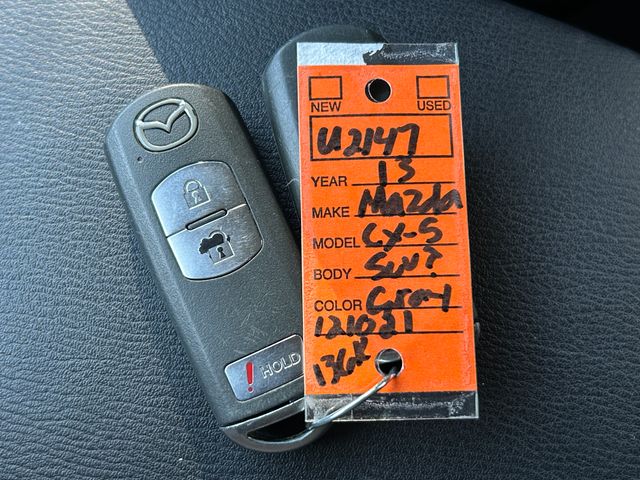 NEW USED
U2147
YEAR 13
MAKE Mazda
MODEL CX-5
BODY SUV?
COLOR Gray
121021
136K
! HOLD